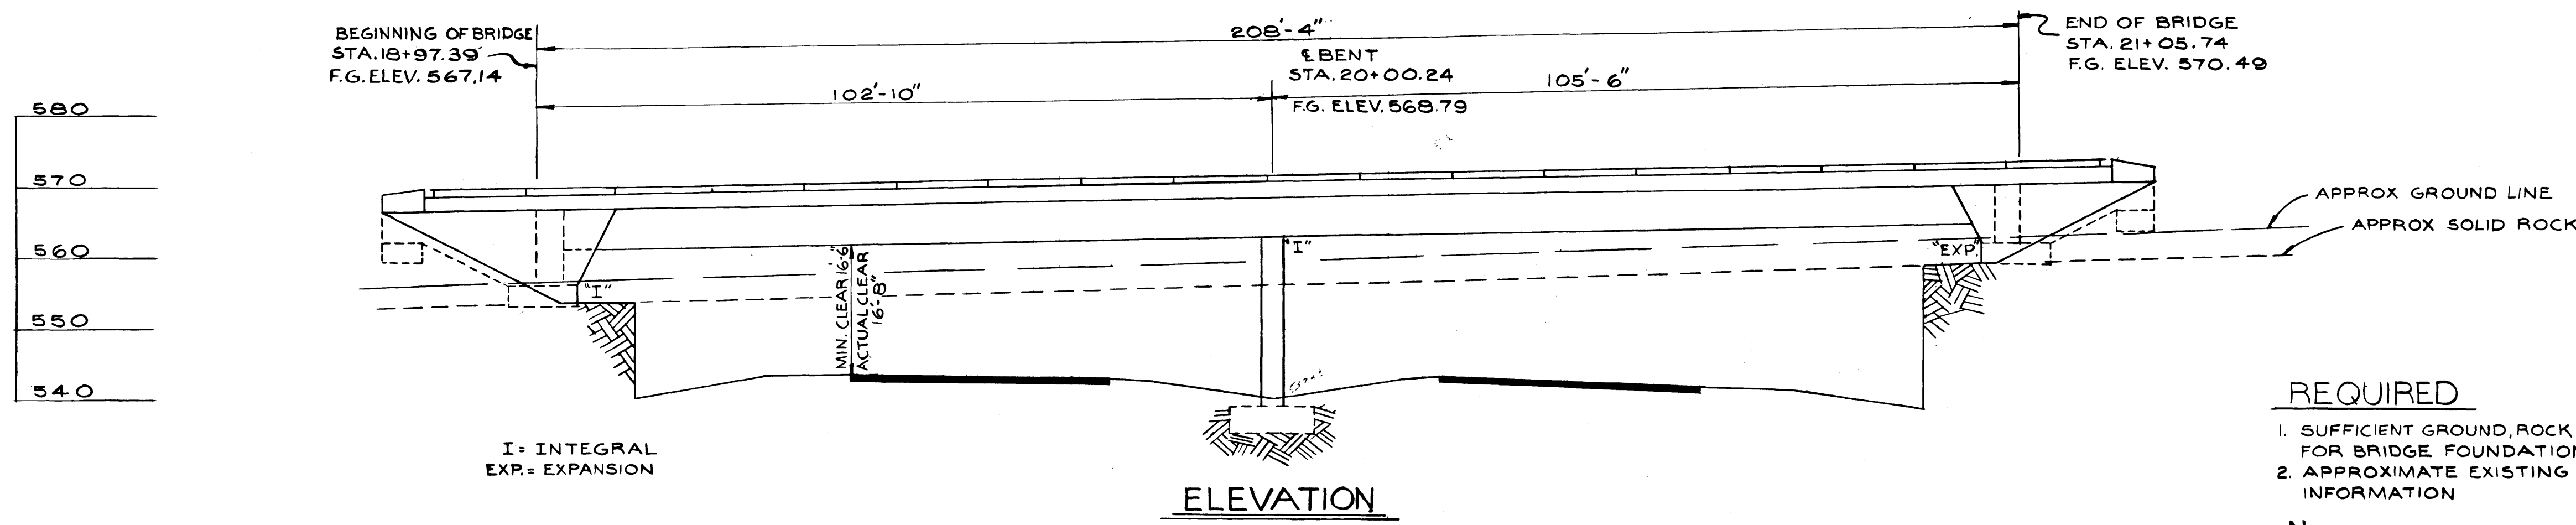 208'-4"
BEGINNING OF BRIDGE
STA. 18+97.39
F.G. ELEV. 567.14
℄ BENT
STA. 20+00.24
F.G. ELEV. 568.79
END OF BRIDGE
STA. 21+05.74
F.G. ELEV. 570.49
102'-10"
105'-6"
580
570
560
550
540
APPROX GROUND LINE
APPROX SOLID ROCK
"I"
MIN. CLEAR 16'-6"
ACTUAL CLEAR
16'-8"
"I"
"EXP."
I = INTEGRAL
EXP. = EXPANSION
ELEVATION
REQUIRED
1. SUFFICIENT GROUND, ROCK
FOR BRIDGE FOUNDATION
2. APPROXIMATE EXISTING
INFORMATION